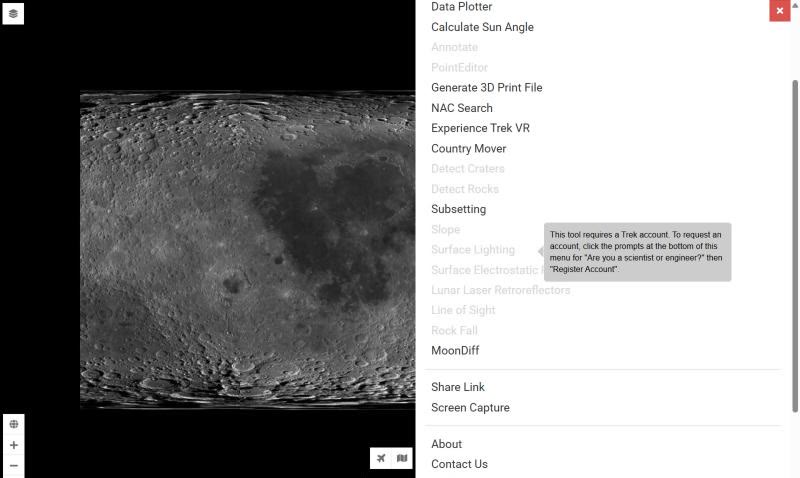 Data Plotter
Calculate Sun Angle
Annotate
PointEditor
Generate 3D Print File
NAC Search
Experience Trek VR
Country Mover
Detect Craters
Detect Rocks
Subsetting
Slope
Surface Lighting
Surface Electrostatic
Lunar Laser Retroreflectors
Line of Sight
Rock Fall
MoonDiff
This tool requires a Trek account. To request an
account, click the prompts at the bottom of this
menu for "Are you a scientist or engineer?" then
"Register Account".
Share Link
Screen Capture
About
Contact Us